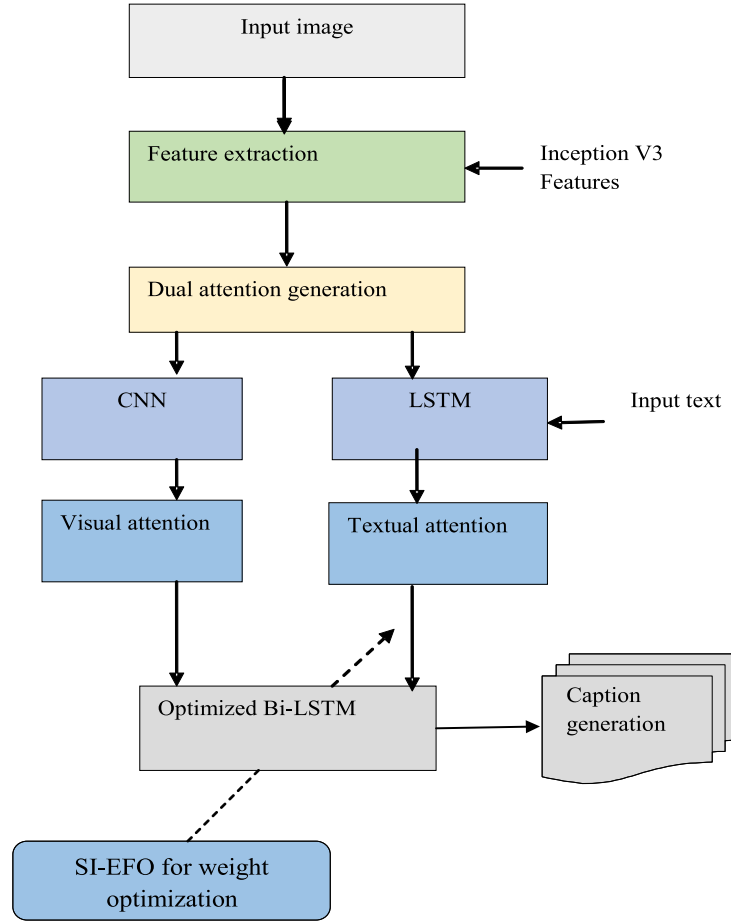 Input image
Feature extraction
Inception V3
Features
Dual attention generation
CNN
LSTM
Input text
Visual attention
Textual attention
Optimized Bi-LSTM
Caption
generation
SI-EFO for weight
optimization